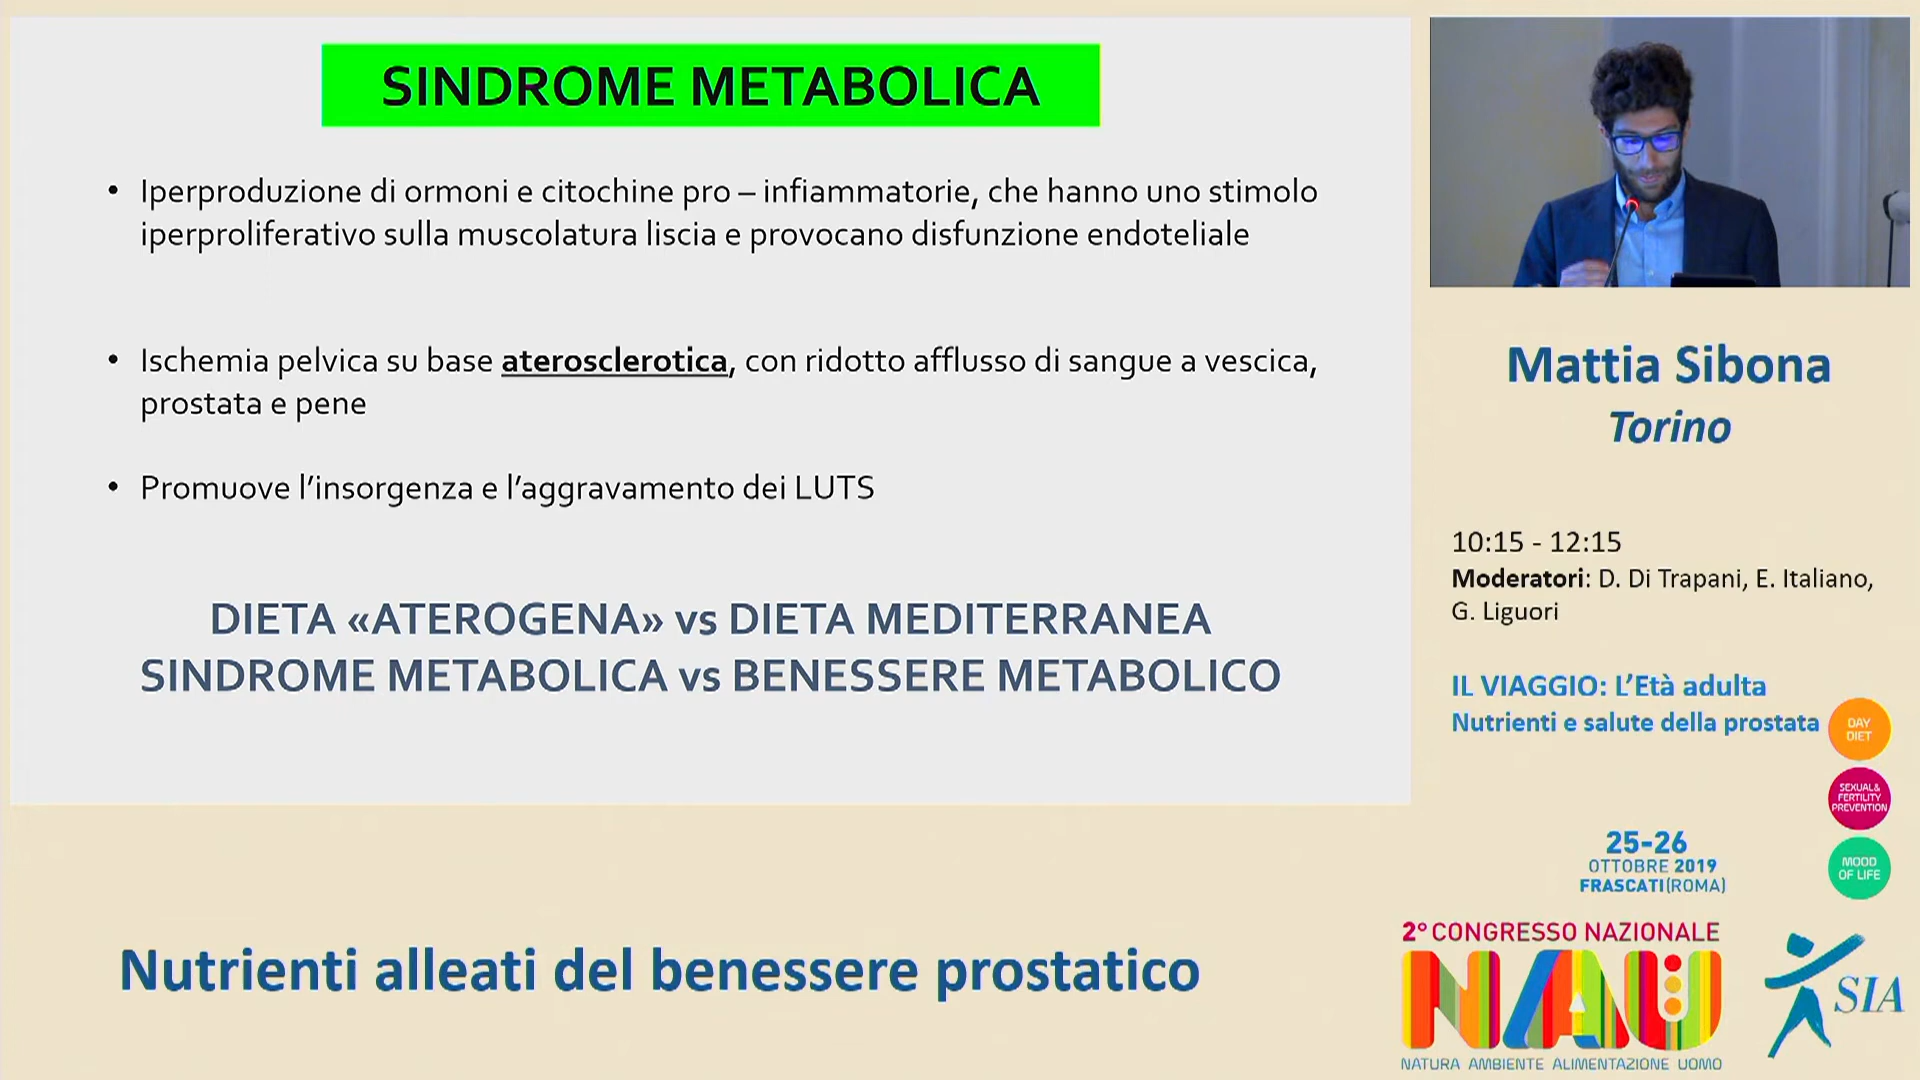 SINDROME METABOLICA
• Iperproduzione di ormoni e citochine pro – infiammatorie, che hanno uno stimolo
iperproliferativo sulla muscolatura liscia e provocano disfunzione endoteliale
• Ischemia pelvica su base aterosclerotica, con ridotto afflusso di sangue a vescica,
prostata e pene
• Promuove l’insorgenza e l’aggravamento dei LUTS
DIETA «ATEROGENA» vs DIETA MEDITERRANEA
SINDROME METABOLICA vs BENESSERE METABOLICO
Nutrienti alleati del benessere prostatico
Mattia Sibona
Torino
10:15 - 12:15
Moderatori: D. Di Trapani, E. Italiano,
G. Liguori
IL VIAGGIO: L’Età adulta
Nutrienti e salute della prostata
DAY
DIET
SEXUAL&
FERTILITY
PREVENTION
MOOD
OF LIFE
25-26
OTTOBRE 2019
FRASCATI(ROMA)
2° CONGRESSO NAZIONALE
NAU
NATURA AMBIENTE ALIMENTAZIONE UOMO
SIA